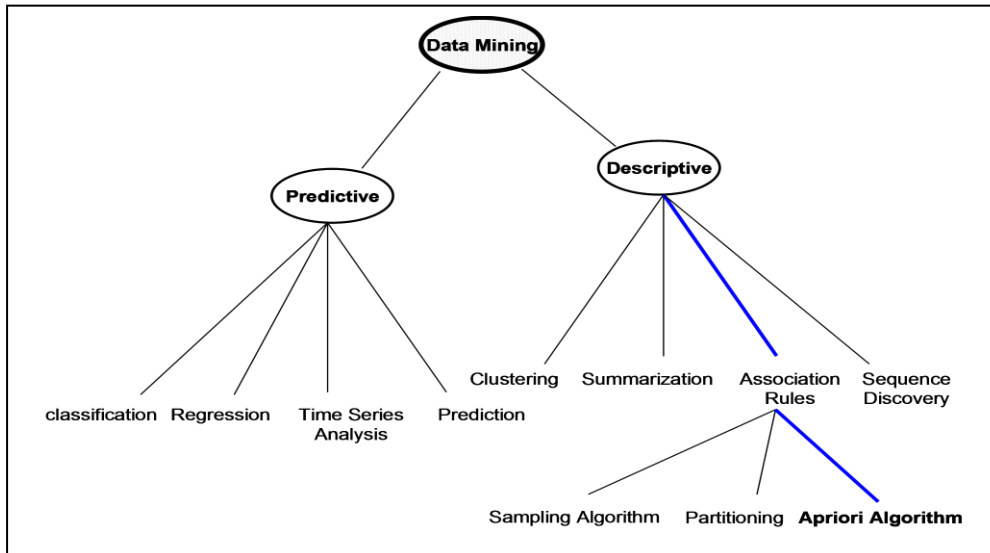 Data Mining
Descriptive
Predictive
Clustering
Summarization
Association
Rules
Sequence
Discovery
classification
Regression
Time Series
Analysis
Prediction
Sampling Algorithm
Partitioning
Apriori Algorithm